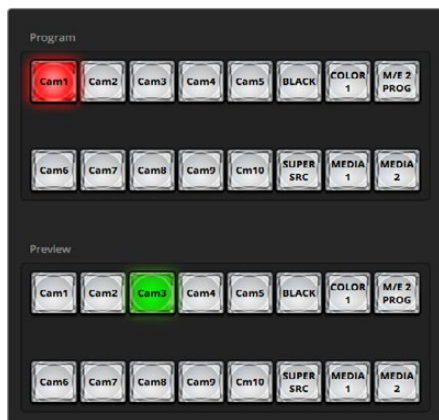 Program
Cam1 Cam2 Cam3 Cam4 Cam5 BLACK COLOR 1 M/E 2 PROG
Cam6 Cam7 Cam8 Cam9 Cm10 SUPER SRC MEDIA 1 MEDIA 2
Preview
Cam1 Cam2 Cam3 Cam4 Cam5 BLACK COLOR 1 M/E 2 PROG
Cam6 Cam7 Cam8 Cam9 Cm10 SUPER SRC MEDIA 1 MEDIA 2